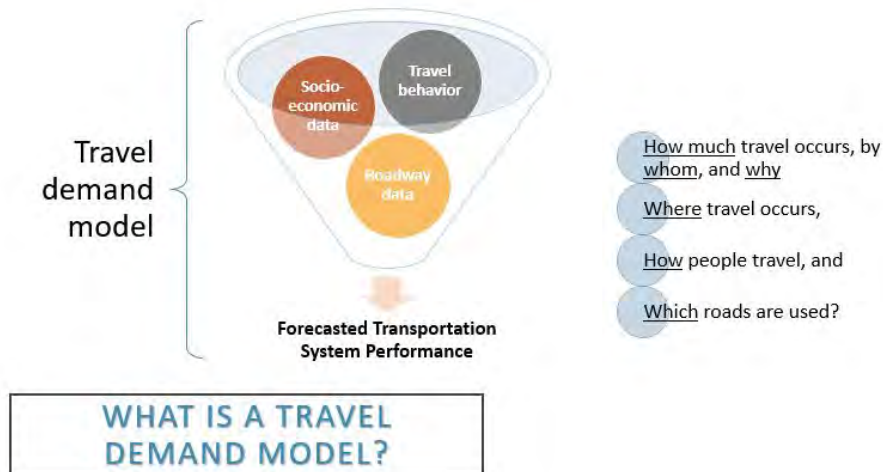 Travel
demand
model
Socio-
economic
data
Travel
behavior
Roadway
data
Forecasted Transportation
System Performance
How much travel occurs, by
whom, and why
Where travel occurs,
How people travel, and
Which roads are used?
WHAT IS A TRAVEL
DEMAND MODEL?